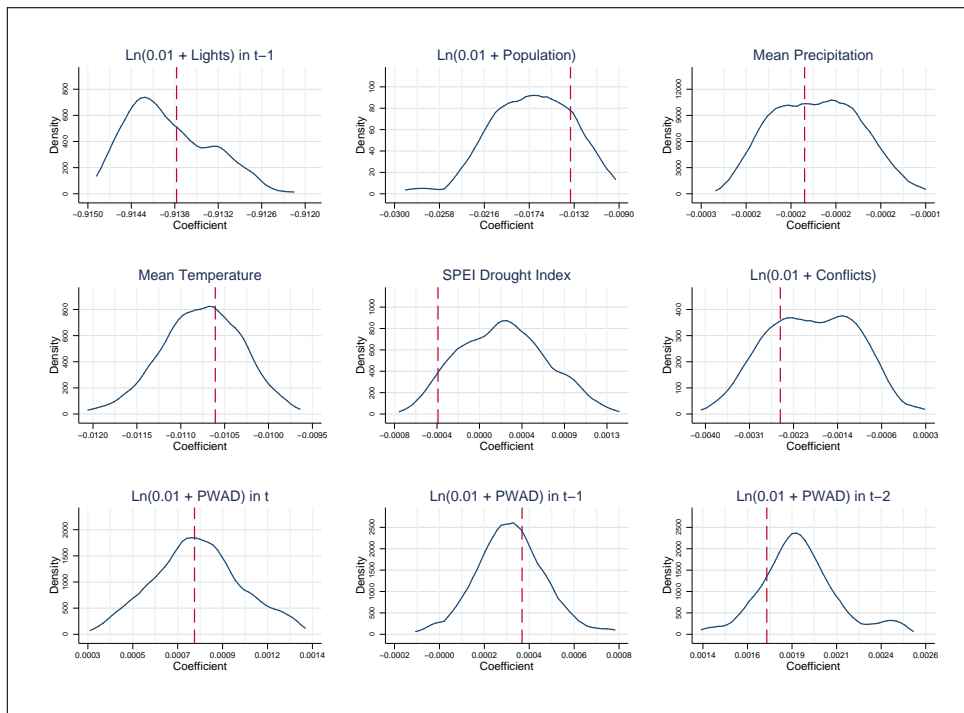 Ln(0.01 + Lights) in t−1
Density
0 200 400 600 800
−0.9150 −0.9144 −0.9138 −0.9132 −0.9126 −0.9120
Coefficient
Ln(0.01 + Population)
Density
0 20 40 60 80 100
−0.0300 −0.0258 −0.0216 −0.0174 −0.0132 −0.0090
Coefficient
Mean Precipitation
Density
0 3000 6000 9000 12000
−0.0003 −0.0002 −0.0002 −0.0002 −0.0002 −0.0001
Coefficient
Mean Temperature
Density
0 200 400 600 800
−0.0120 −0.0115 −0.0110 −0.0105 −0.0100 −0.0095
Coefficient
SPEI Drought Index
Density
0 200 400 600 800 1000
−0.0008 −0.0004 0.0000 0.0004 0.0009 0.0013
Coefficient
Ln(0.01 + Conflicts)
Density
0 100 200 300 400
−0.0040 −0.0031 −0.0023 −0.0014 −0.0006 0.0003
Coefficient
Ln(0.01 + PWAD) in t
Density
0 500 1000 1500 2000
0.0003 0.0005 0.0007 0.0009 0.0012 0.0014
Coefficient
Ln(0.01 + PWAD) in t−1
Density
0 500 1000 1500 2000 2500
−0.0002 −0.0000 0.0002 0.0004 0.0006 0.0008
Coefficient
Ln(0.01 + PWAD) in t−2
Density
0 500 1000 1500 2000 2500
0.0014 0.0016 0.0019 0.0021 0.0024 0.0026
Coefficient